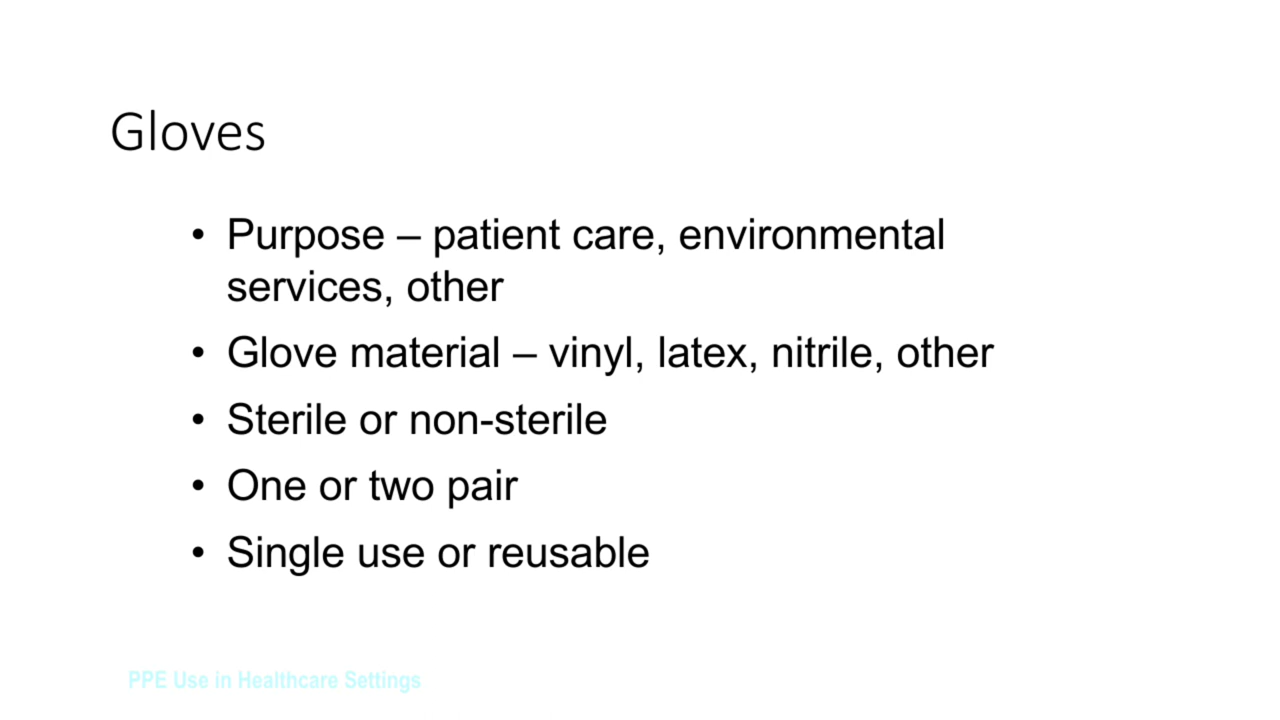 Gloves
• Purpose – patient care, environmental
services, other
• Glove material – vinyl, latex, nitrile, other
• Sterile or non-sterile
• One or two pair
• Single use or reusable
PPE Use in Healthcare Settings